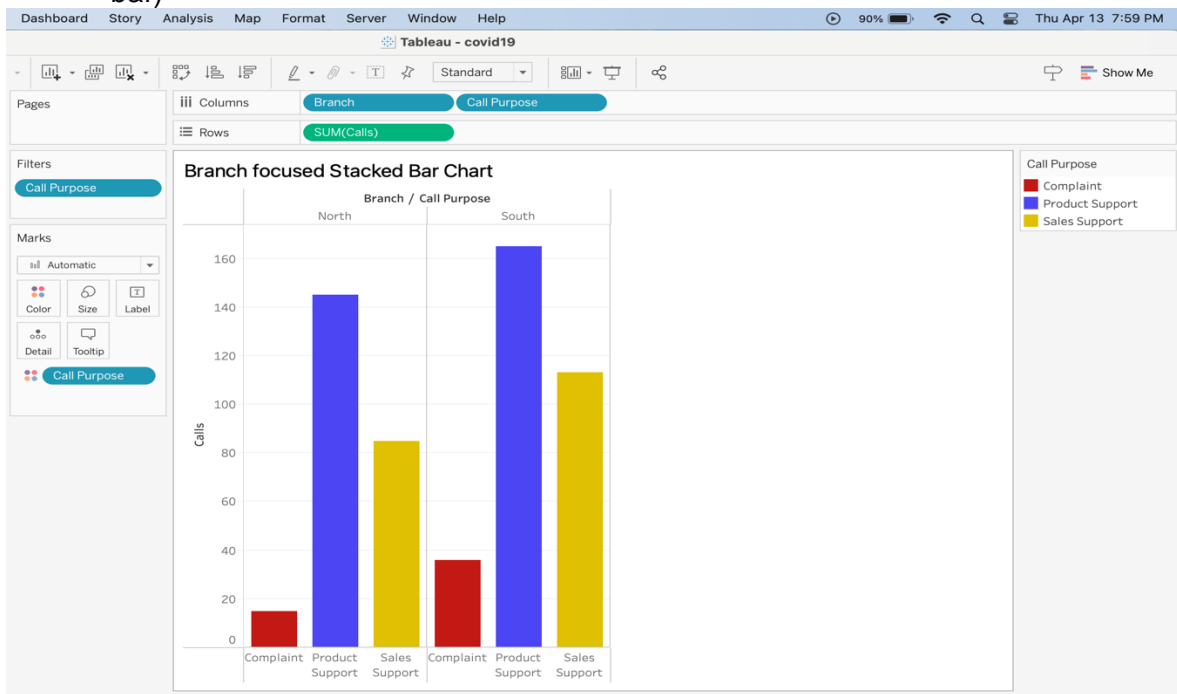 bar)
Dashboard Story Analysis Map Format Server Window Help 90% Thu Apr 13 7:59 PM
Tableau - covid19
Standard Show Me
Pages
iii Columns Branch Call Purpose
Rows SUM(Calls)
Filters
Call Purpose
Marks
Automatic
Color Size Label
Detail Tooltip
Call Purpose
Branch focused Stacked Bar Chart
Branch / Call Purpose
North South
160
140
120
100
80
60
40
20
0
Calls
Complaint Product Sales Complaint Product Sales
Support Support Support Support
Call Purpose
Complaint
Product Support
Sales Support